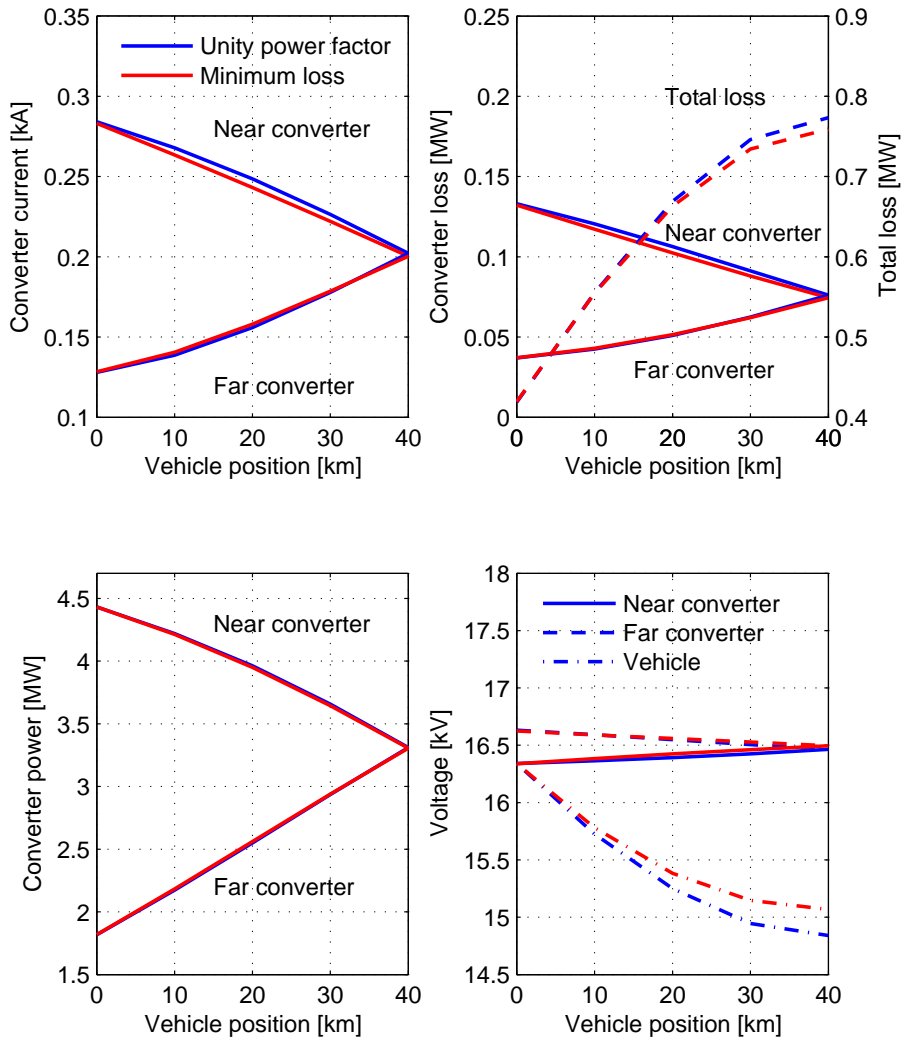 0.35
0.3
0.25
0.2
0.15
0.1
Converter current [kA]
Unity power factor
Minimum loss
Near converter
Far converter
0 10 20 30 40
Vehicle position [km]
0.25
0.2
0.15
0.1
0.05
0
Converter loss [MW]
Total loss
Near converter
Far converter
0.9
0.8
0.7
0.6
0.5
0.4
Total loss [MW]
0 10 20 30 40
Vehicle position [km]
4.5
4
3.5
3
2.5
2
1.5
Converter power [MW]
Near converter
Far converter
0 10 20 30 40
Vehicle position [km]
18
17.5
17
16.5
16
15.5
15
14.5
Voltage [kV]
Near converter
Far converter
Vehicle
0 10 20 30 40
Vehicle position [km]